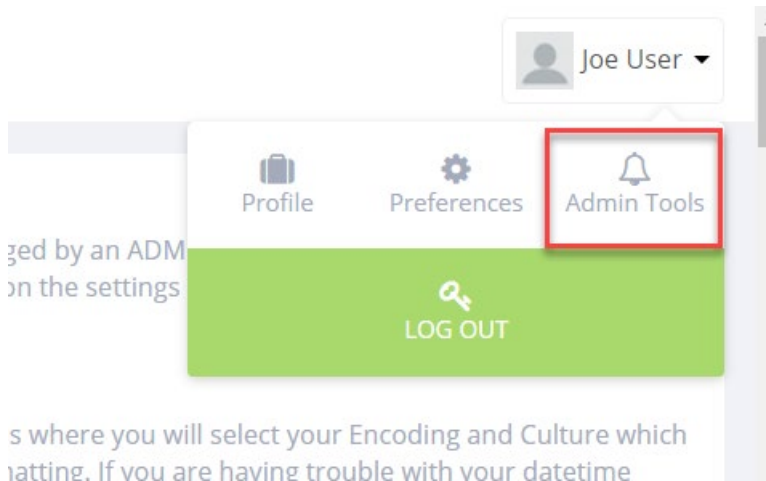 Joe User
Profile
Preferences
Admin Tools
ged by an ADM
on the settings
LOG OUT
s where you will select your Encoding and Culture which
natting. If you are having trouble with your datetime